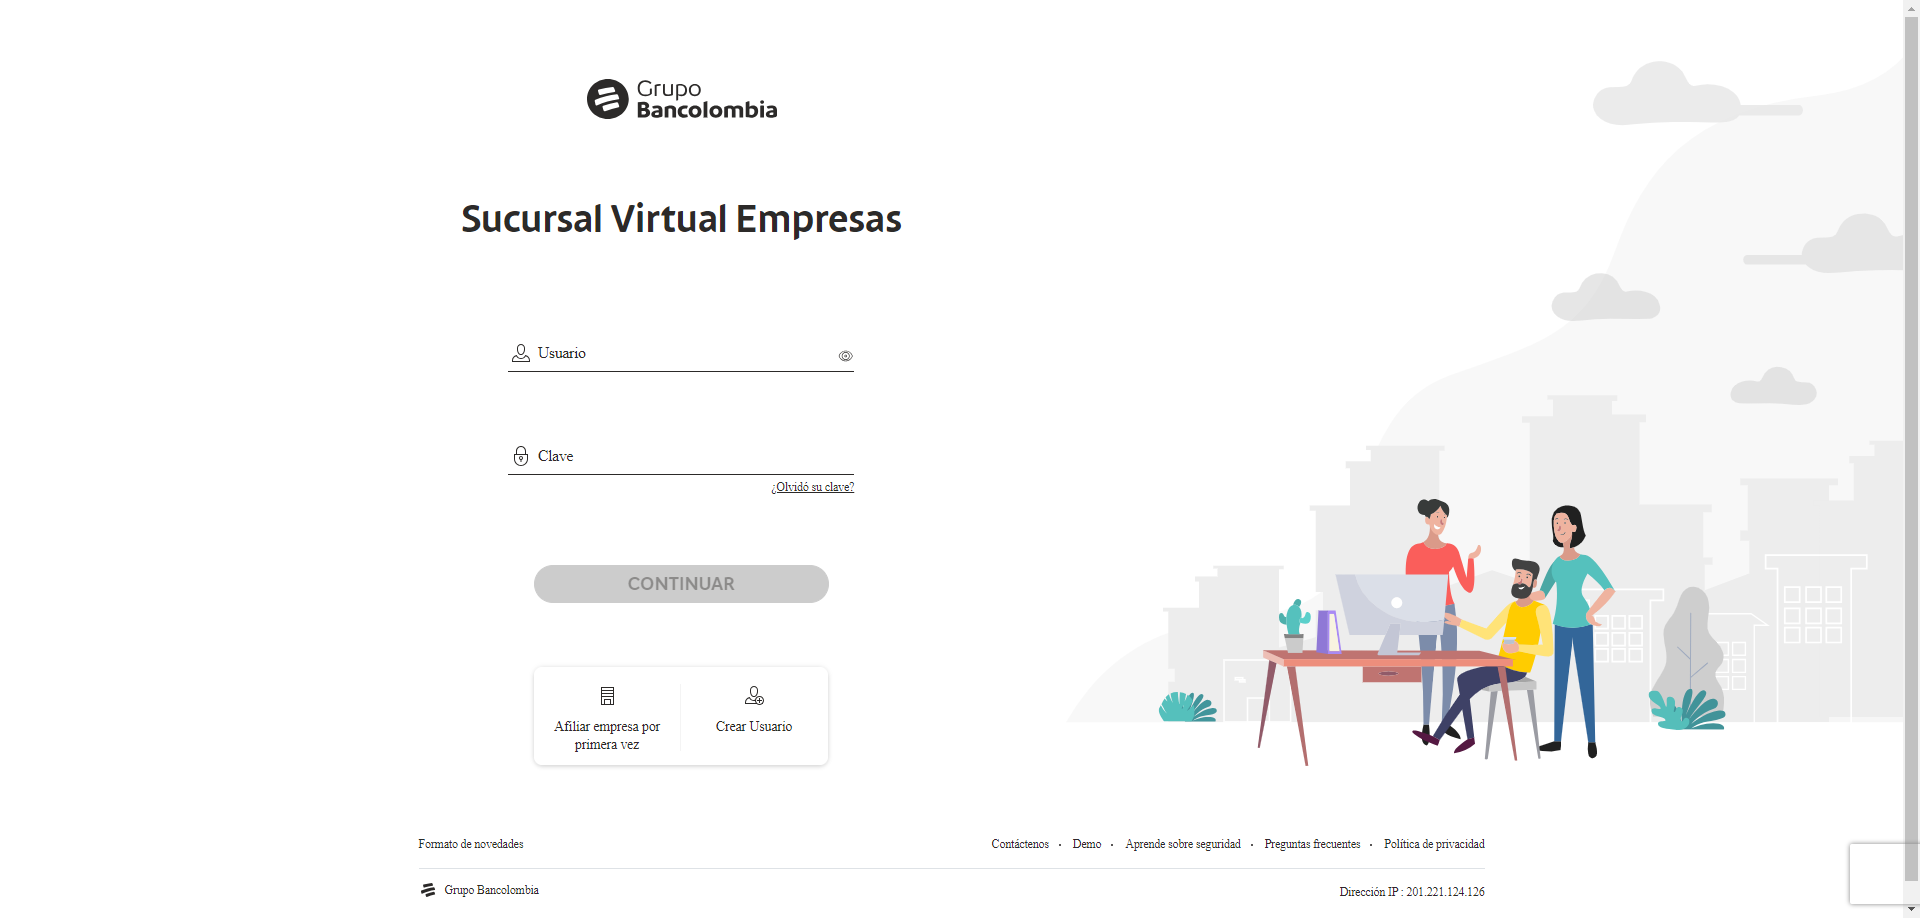 Grupo
Bancolombia
Sucursal Virtual Empresas
Usuario
Clave
¿Olvidó su clave?
CONTINUAR
Afiliar empresa por
primera vez
Crear Usuario
Formato de novedades
Contáctenos · Demo · Aprende sobre seguridad · Preguntas frecuentes · Política de privacidad
Grupo Bancolombia
Dirección IP : 201.221.124.126